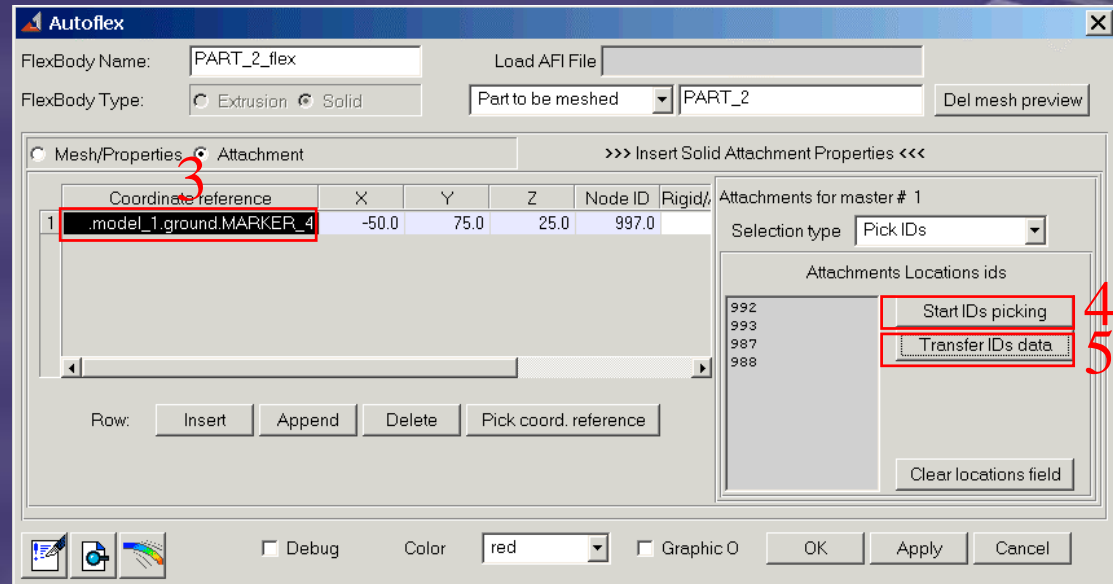 Autoflex
FlexBody Name: PART_2_flex Load AFI File
FlexBody Type: Extrusion Solid Part to be meshed PART_2 Del mesh preview
Mesh/Properties Attachment >>> Insert Solid Attachment Properties <<<
3
Coordinate reference X Y Z Node ID Rigid/
1 .model_1.ground.MARKER_4 -50.0 75.0 25.0 997.0
Attachments for master # 1
Selection type Pick IDs
Attachments Locations ids
992
993
987
988
Start IDs picking 4
Transfer IDs data 5
Clear locations field
Row: Insert Append Delete Pick coord. reference
Debug Color red Graphic O OK Apply Cancel